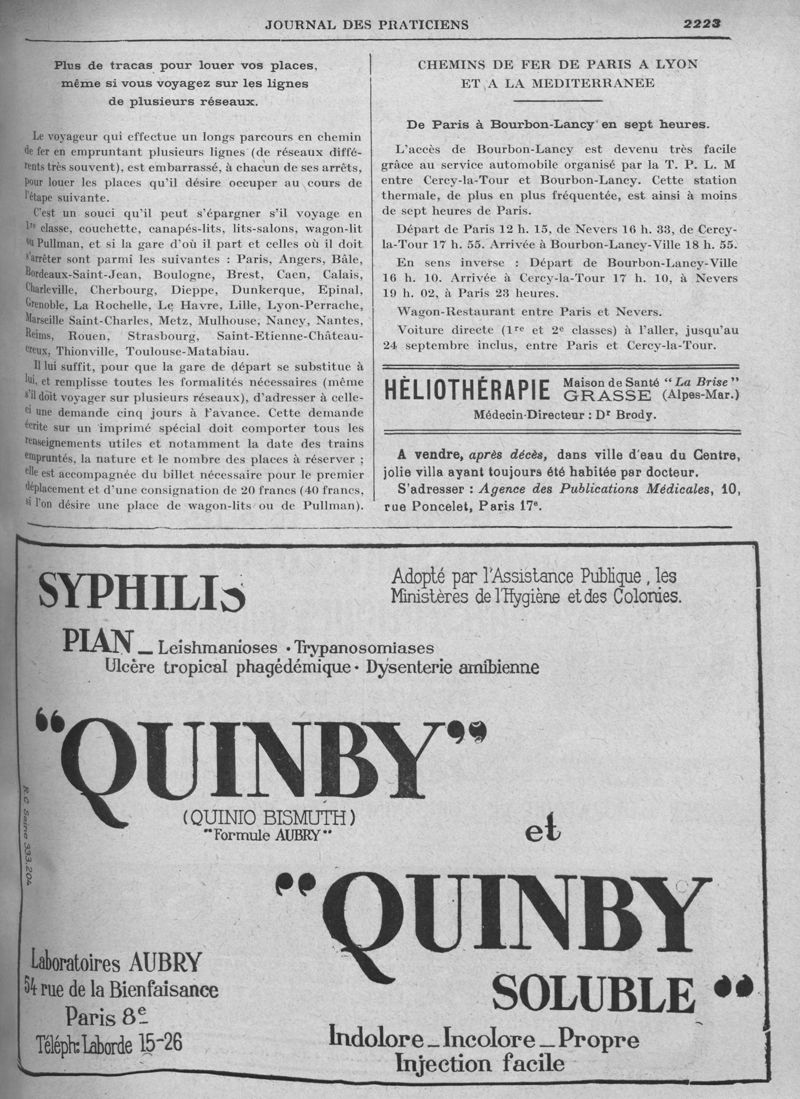 JOURNAL DES PRATICIENS 2223
Plus de tracas pour louer vos places,
même si vous voyagez sur les lignes
de plusieurs réseaux.
Le voyageur qui effectue un longs parcours en chemin
de fer en empruntant plusieurs lignes (de réseaux diffé-
rents très souvent), est embarrassé, à chacun de ses arrêts,
pour louer les places qu'il désire occuper au cours de
l'étape suivante.
C'est un souci qu'il peut s'épargner s'il voyage en
1re classe, couchette, canapés-lits, lits-salons, wagon-lit
ou Pullman, et si la gare d'où il part et celles où il doit
s'arrêter sont parmi les suivantes : Paris, Angers, Bâle,
Bordeaux-Saint-Jean, Boulogne, Brest, Caen, Calais,
Charleville, Cherbourg, Dieppe, Dunkerque, Epinal,
Grenoble, La Rochelle, Le Havre, Lille, Lyon-Perrache,
Marseille Saint-Charles, Metz, Mulhouse, Nancy, Nantes,
Reims, Rouen, Strasbourg, Saint-Etienne-Château-
creux, Thionville, Toulouse-Matabiau.
Il lui suffit, pour que la gare de départ se substitue à
lui, et remplisse toutes les formalités nécessaires (même
s'il doit voyager sur plusieurs réseaux), d'adresser à celle-
ci une demande cinq jours à l'avance. Cette demande
écrite sur un imprimé spécial doit comporter tous les
renseignements utiles et notamment la date des trains
empruntés, la nature et le nombre des places à réserver ;
elle est accompagnée du billet nécessaire pour le premier
déplacement et d'une consignation de 20 francs (40 francs,
si l'on désire une place de wagon-lits ou de Pullman).
CHEMINS DE FER DE PARIS A LYON
ET A LA MEDITERRANEE
De Paris à Bourbon-Lancy en sept heures.
L'accès de Bourbon-Lancy est devenu très facile
grâce au service automobile organisé par la T. P. L. M
entre Cercy-la-Tour et Bourbon-Lancy. Cette station
thermale, de plus en plus fréquentée, est ainsi à moins
de sept heures de Paris.
Départ de Paris 12 h. 15, de Nevers 16 h. 33, de Cercy-
la-Tour 17 h. 55. Arrivée à Bourbon-Lancy-Ville 18 h. 55.
En sens inverse : Départ de Bourbon-Lancy-Ville
16 h. 10. Arrivée à Cercy-la-Tour 17 h. 10, à Nevers
19 h. 02, à Paris 23 heures.
Wagon-Restaurant entre Paris et Nevers.
Voiture directe (1re et 2e classes) à l'aller, jusqu'au
24 septembre inclus, entre Paris et Cercy-la-Tour.
HÈLIOTHÉRAPIE Maison de Santé "La Brise"
GRASSE (Alpes-Mar.)
Médecin-Directeur : Dr Brody.
A vendre, après décès, dans ville d'eau du Centre,
jolie villa ayant toujours été habitée par docteur.
S'adresser : Agence des Publications Médicales, 10,
rue Poncelet, Paris 17e.
SYPHILIS
Adopté par l'Assistance Publique, les
Ministères de l'Hygiène et des Colonies.
PIAN _ Leishmanioses • Trypanosomiases
Ulcère tropical phagédémique • Dysenterie amibienne
"QUINBY"
(QUINIO BISMUTH)
"Formule AUBRY"
et
"QUINBY
SOLUBLE"
R.C Seine 333.204
Laboratoires AUBRY
54 rue de la Bienfaisance
Paris 8e
Téléph: Laborde 15-26
Indolore _ Incolore _ Propre
Injection facile